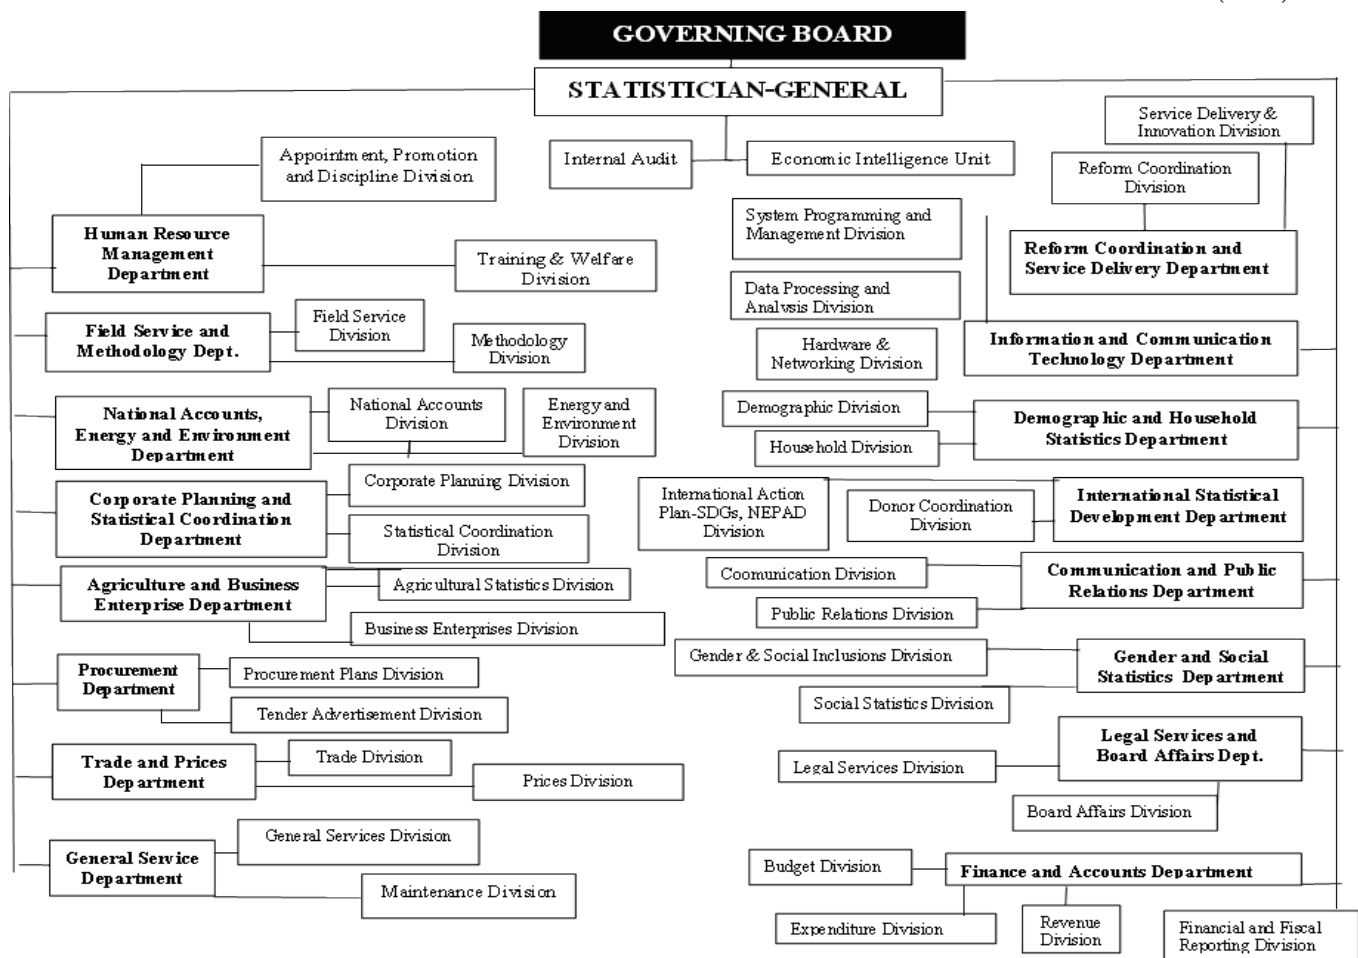 GOVERNING BOARD
STATISTICIAN-GENERAL
Internal Audit
Economic Intelligence Unit
Appointment, Promotion
and Discipline Division
Human Resource
Management
Department
Training & Welfare
Division
Field Service and
Methodology Dept.
Field Service
Division
Methodology
Division
National Accounts,
Energy and Environment
Department
National Accounts
Division
Energy and
Environment
Division
Corporate Planning and
Statistical Coordination
Department
Corporate Planning Division
Statistical Coordination
Division
Agriculture and Business
Enterprise Department
Agricultural Statistics Division
Business Enterprises Division
Procurement
Department
Procurement Plans Division
Tender Advertisement Division
Trade and Prices
Department
Trade Division
Prices Division
General Service
Department
General Services Division
Maintenance Division
Service Delivery &
Innovation Division
Reform Coordination
Division
Reform Coordination and
Service Delivery Department
System Programming and
Management Division
Data Processing and
Analysis Division
Hardware &
Networking Division
Information and Communication
Technology Department
Demographic Division
Household Division
Demographic and Household
Statistics Department
International Action
Plan-SDGs, NEPAD
Division
Donor Coordination
Division
International Statistical
Development Department
Coomunication Division
Public Relations Division
Communication and Public
Relations Department
Gender & Social Inclusions Division
Social Statistics Division
Gender and Social
Statistics Department
Legal Services Division
Legal Services and
Board Affairs Dept.
Board Affairs Division
Budget Division
Finance and Accounts Department
Expenditure Division
Revenue
Division
Financial and Fiscal
Reporting Division